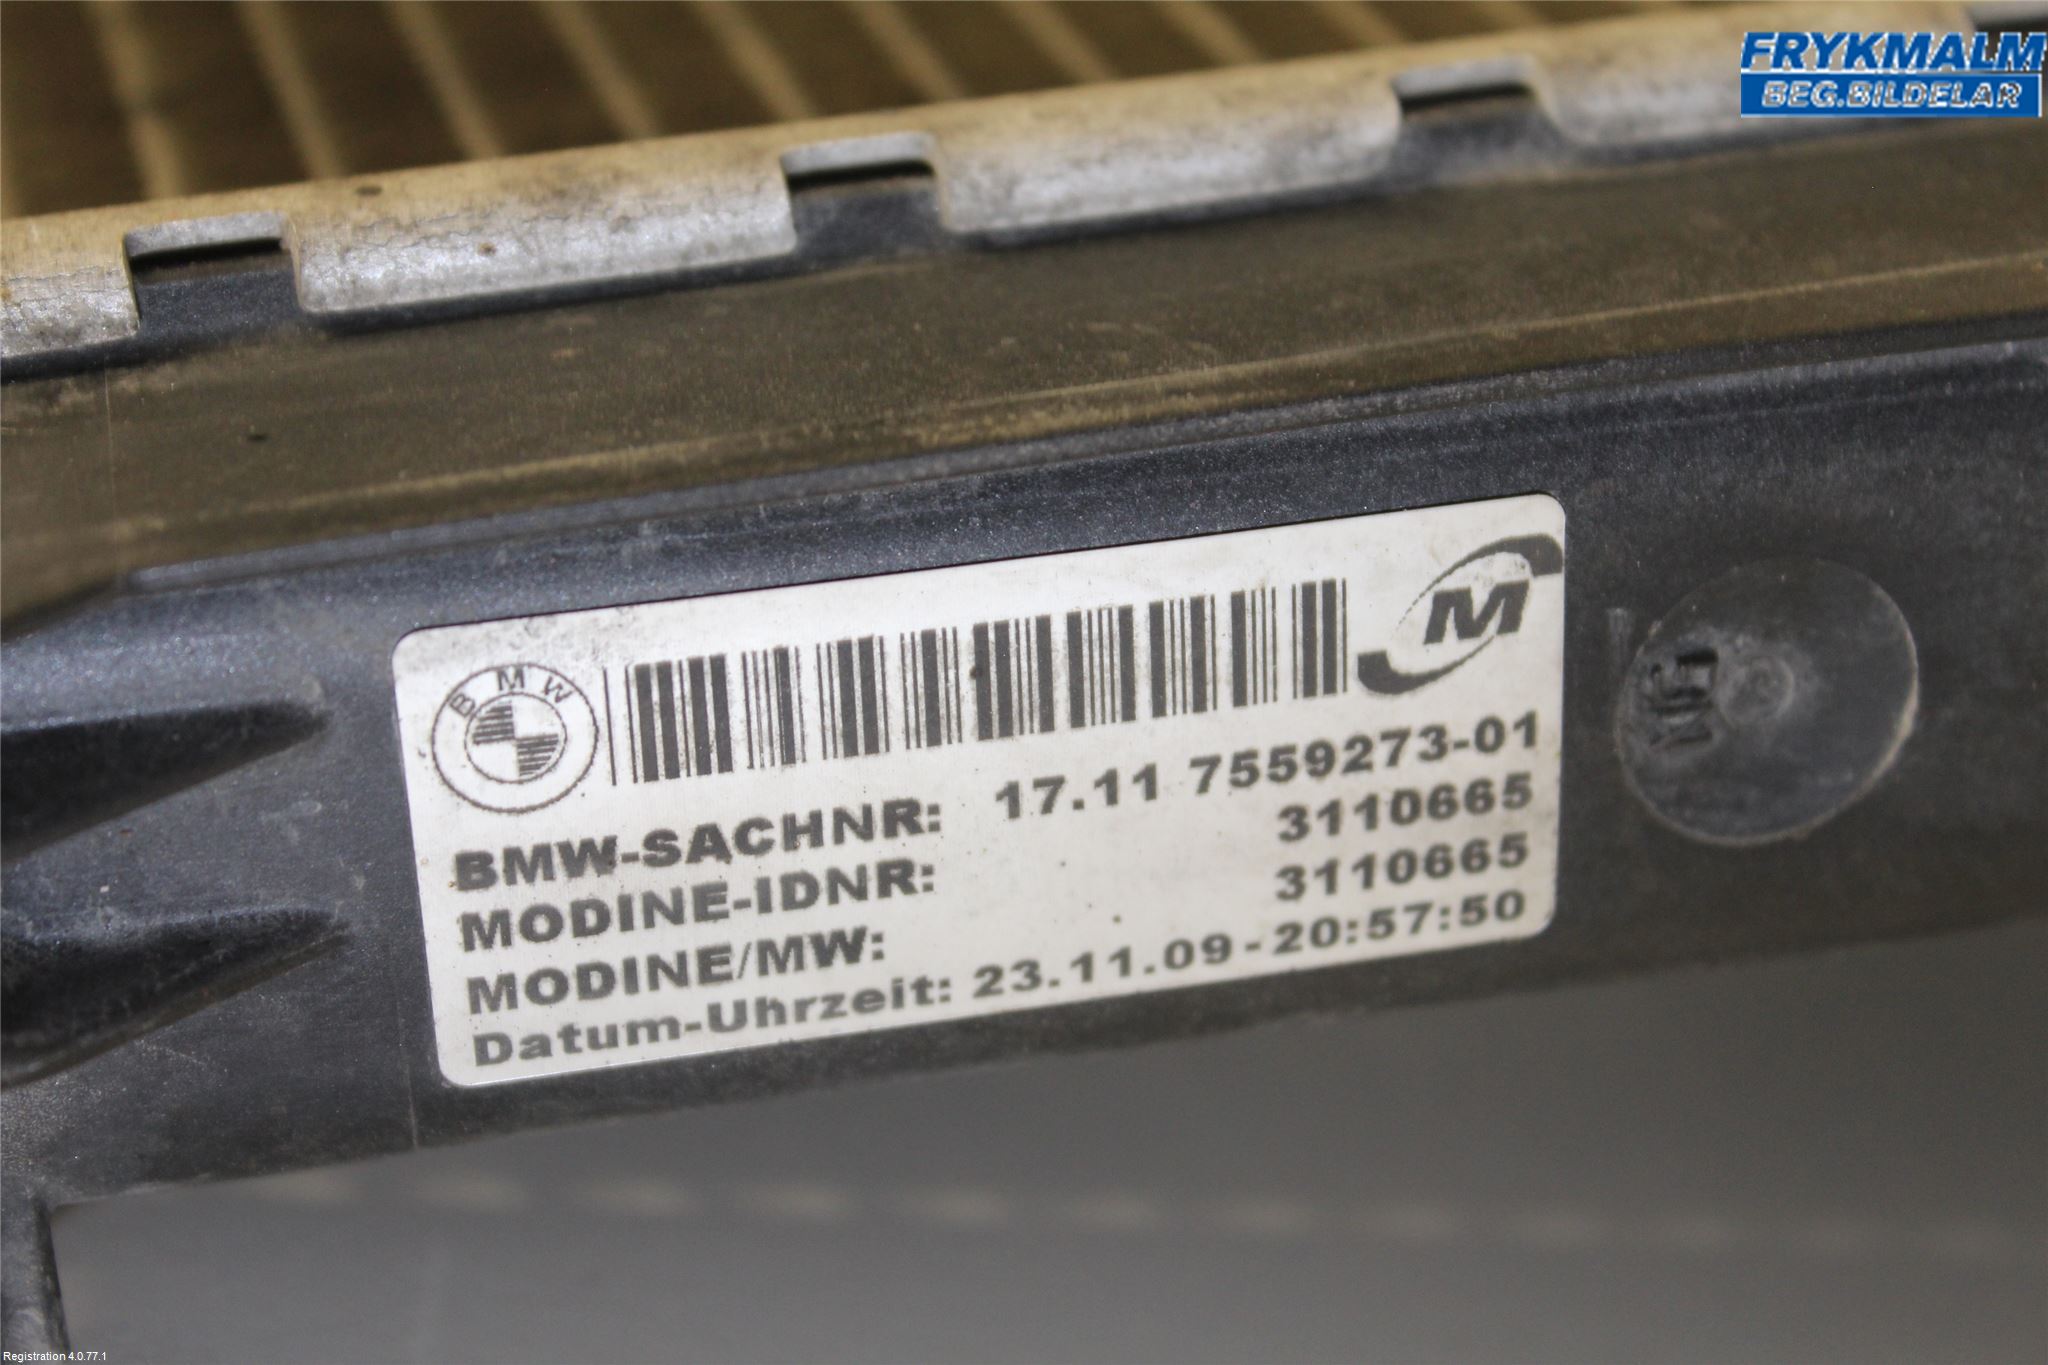 FRYKMALM
BEG.BILDELAR
BMW
M
BMW-SACHNR: 17.11 7559273-01
MODINE-IDNR: 3110665
MODINE/MW: 3110665
Datum-Uhrzeit: 23.11.09-20:57:50
Registration 4.0.77.1